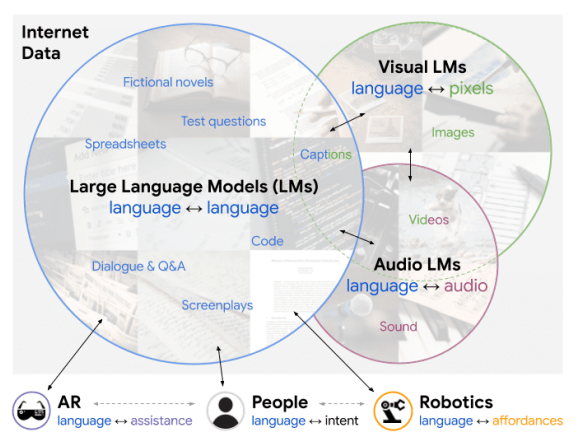 Internet
Data
Fictional novels
Test questions
Spreadsheets
Large Language Models (LMs)
language ↔ language
Code
Dialogue & Q&A
Screenplays
Visual LMs
language ↔ pixels
Images
Captions
Videos
Audio LMs
language ↔ audio
Sound
AR
language ↔ assistance
People
language ↔ intent
Robotics
language ↔ affordances